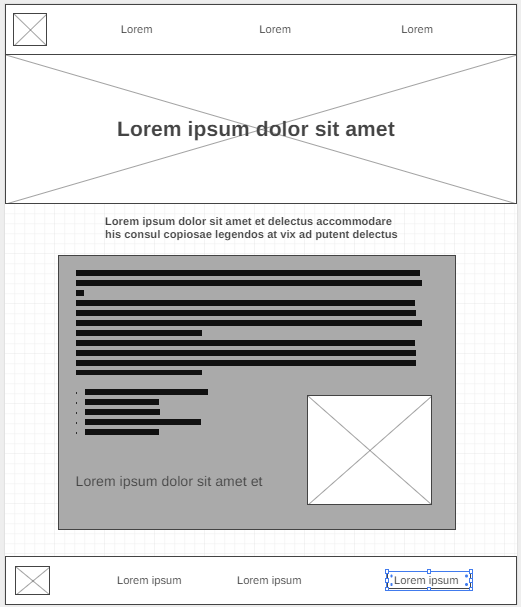 Lorem
Lorem
Lorem
Lorem ipsum dolor sit amet
Lorem ipsum dolor sit amet et delectus accommodare
his consul copiosae legendos at vix ad putent delectus
Lorem ipsum dolor sit amet et
Lorem ipsum
Lorem ipsum
Lorem ipsum